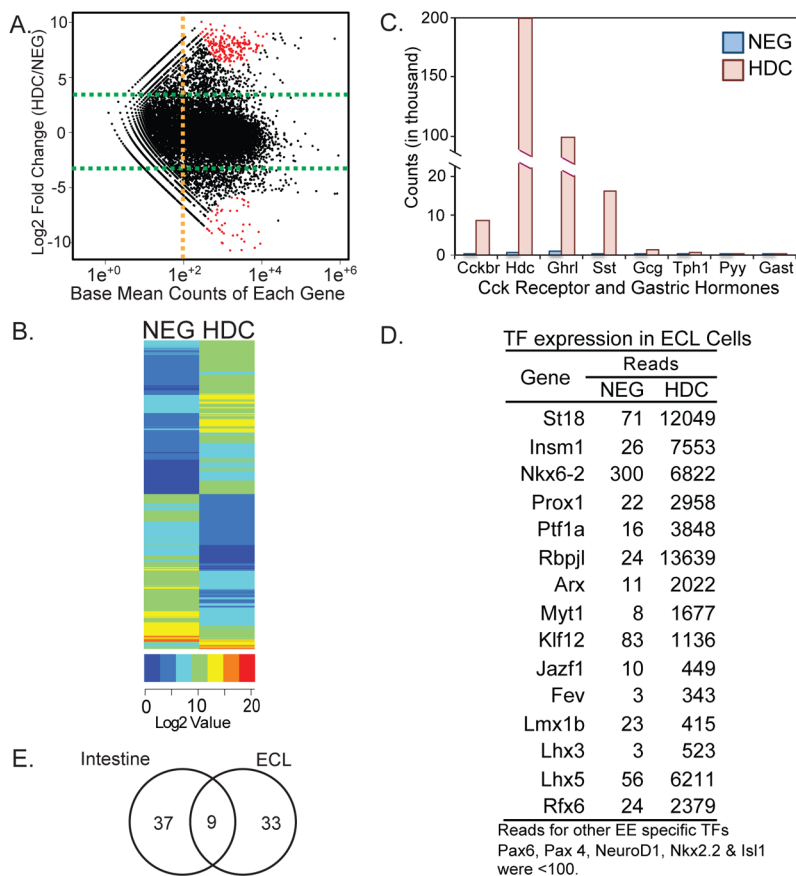 A.
Log2 Fold Change (HDC/NEG)
10
5
0
-5
-10
1e+0 1e+2 1e+4 1e+6
Base Mean Counts of Each Gene
C.
Counts (in thousand)
200
150
100
20
10
0
NEG
HDC
Cckbr Hdc Ghrl Sst Gcg Tph1 Pyy Gast
Cck Receptor and Gastric Hormones
B.
NEG HDC
0 10 20
Log2 Value
D.
TF expression in ECL Cells
Gene Reads
NEG HDC
St18 71 12049
Insm1 26 7553
Nkx6-2 300 6822
Prox1 22 2958
Ptf1a 16 3848
Rbpjl 24 13639
Arx 11 2022
Myt1 8 1677
Klf12 83 1136
Jazf1 10 449
Fev 3 343
Lmx1b 23 415
Lhx3 3 523
Lhx5 56 6211
Rfx6 24 2379
Reads for other EE specific TFs
Pax6, Pax 4, NeuroD1, Nkx2.2 & Isl1
were <100.
E.
Intestine ECL
37 9 33